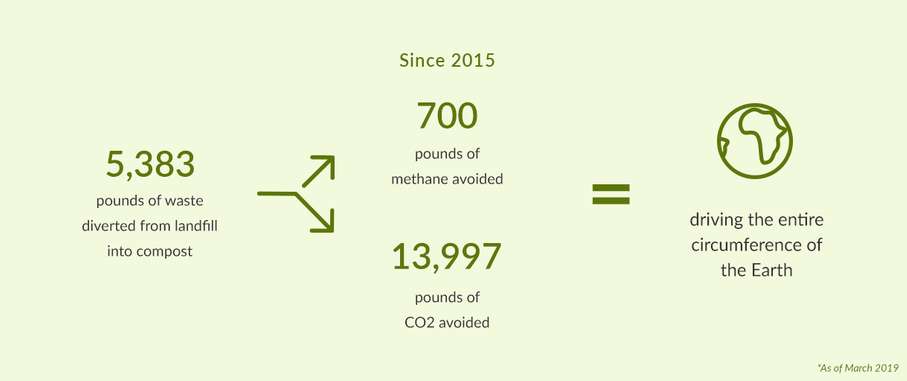 Since 2015
5,383
pounds of waste
diverted from landfill
into compost
700
pounds of
methane avoided
13,997
pounds of
CO2 avoided
=
driving the entire
circumference of
the Earth
*As of March 2019